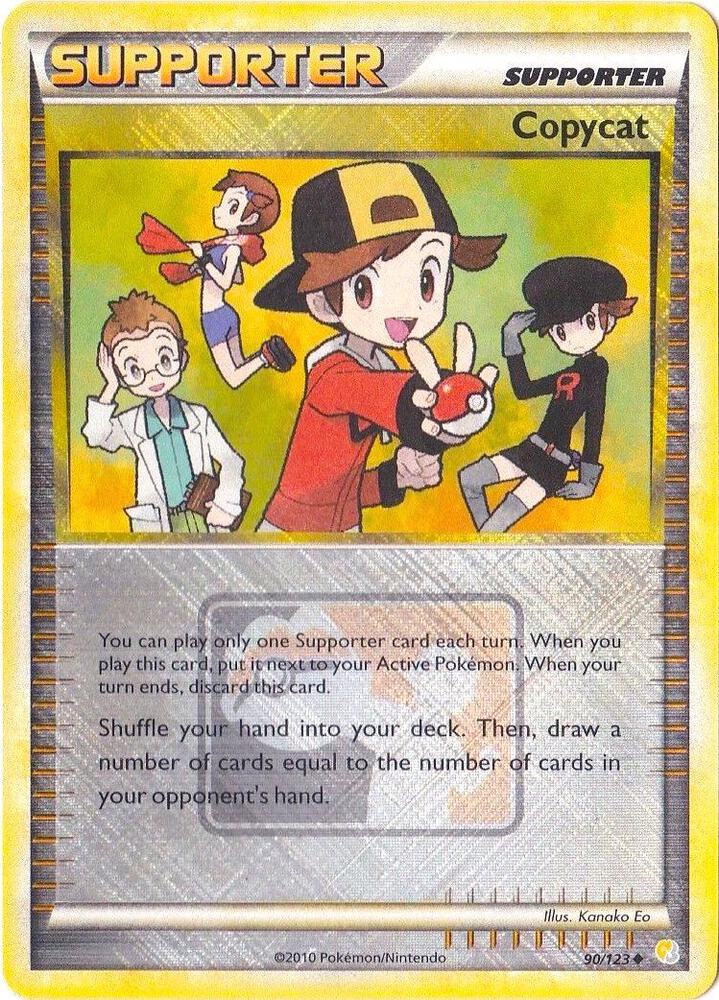 SUPPORTER
SUPPORTER
Copycat
R
You can play only one Supporter card each turn. When you
play this card, put it next to your Active Pokémon. When your
turn ends, discard this card.
Shuffle your hand into your deck. Then, draw a
number of cards equal to the number of cards in
your opponent's hand.
Illus. Kanako Eo
©2010 Pokémon/Nintendo
90/123